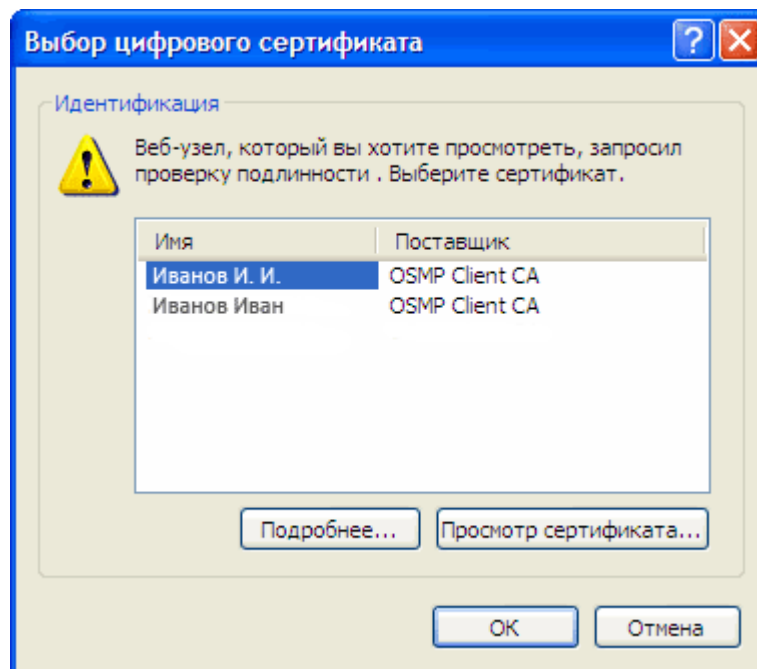 Выбор цифрового сертификата
Идентификация
Веб-узел, который вы хотите просмотреть, запросил
проверку подлинности . Выберите сертификат.
Имя Поставщик
Иванов И. И. OSMP Client CA
Иванов Иван OSMP Client CA
Подробнее... Просмотр сертификата...
ОК Отмена